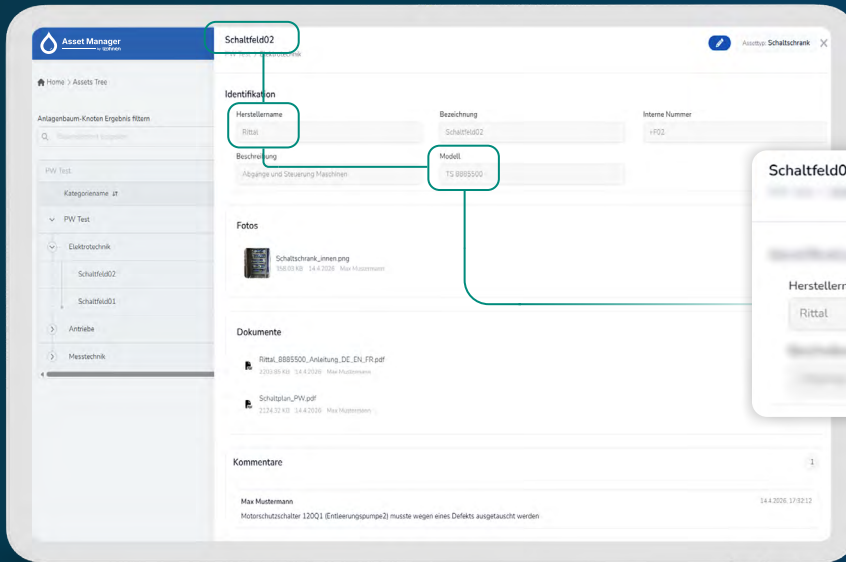 Asset Manager
Home > Assets Tree
Anlagenbaum-Knoten Ergebnis filtern
PW Test
Kategoriename
PW Test
Elektrotechnik
Schaltfeld02
Schaltfeld01
Antriebe
Messtechnik
Schaltfeld02
PW Test > Elektrotechnik
Assettyp: Schaltschrank
Identifikation
Herstellername
Bezeichnung
Interne Nummer
Rittal
Schaltfeld02
+F02
Beschreibung
Modell
Abgänge und Steuerung Maschinen
TS 8885500
Fotos
Schaltschrank_innen.png
14.4.2026 Max Mustermann
Dokumente
Rittal_8885500_Anleitung_DE_EN_FR.pdf
14.4.2026 Max Mustermann
Schaltplan_PW.pdf
2124.32 KB 14.4.2026 Max Mustermann
Kommentare
1
Max Mustermann
14.4.2026, 17:32:12
Motorschutzschalter 120Q1 (Entleerungspumpe2) musste wegen eines Defekts ausgetauscht werden
Schaltfeld0
Herstellern
Rittal